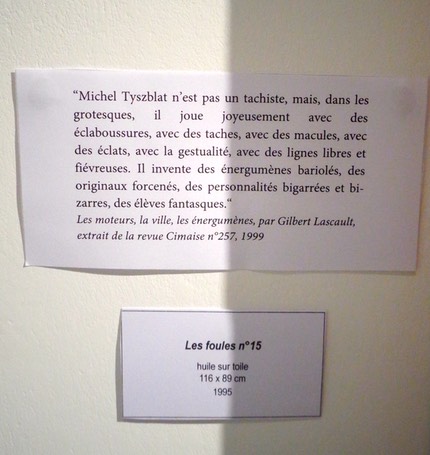 “Michel Tyszblat n’est pas un tachiste, mais, dans les
grotesques, il joue joyeusement avec des
éclaboussures, avec des taches, avec des macules, avec
des éclats, avec la gestualité, avec des lignes libres et
fiévreuses. Il invente des énergumènes bariolés, des
originaux forcenés, des personnalités bigarrées et bi-
zarres, des élèves fantasques.“
Les moteurs, la ville, les énergumènes, par Gilbert Lascault,
extrait de la revue Cimaise n°257, 1999
Les foules n°15
huile sur toile
116 x 89 cm
1995